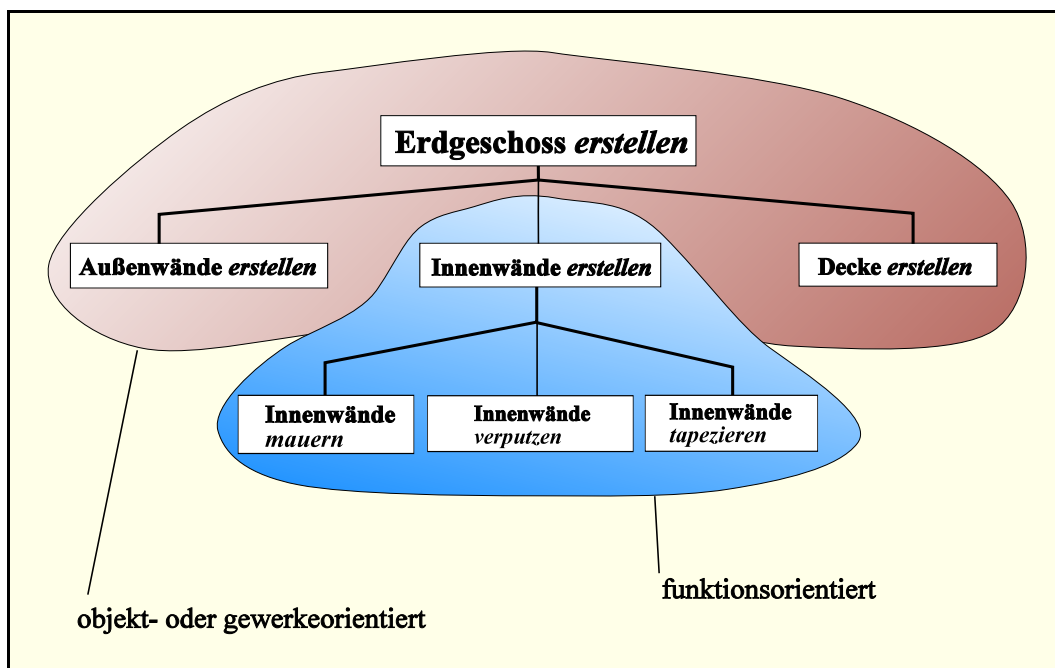 Erdgeschoss erstellen
Außenwände erstellen
Innenwände erstellen
Decke erstellen
Innenwände
mauern
Innenwände
verputzen
Innenwände
tapezieren
funktionsorientiert
objekt- oder gewerkeorientiert